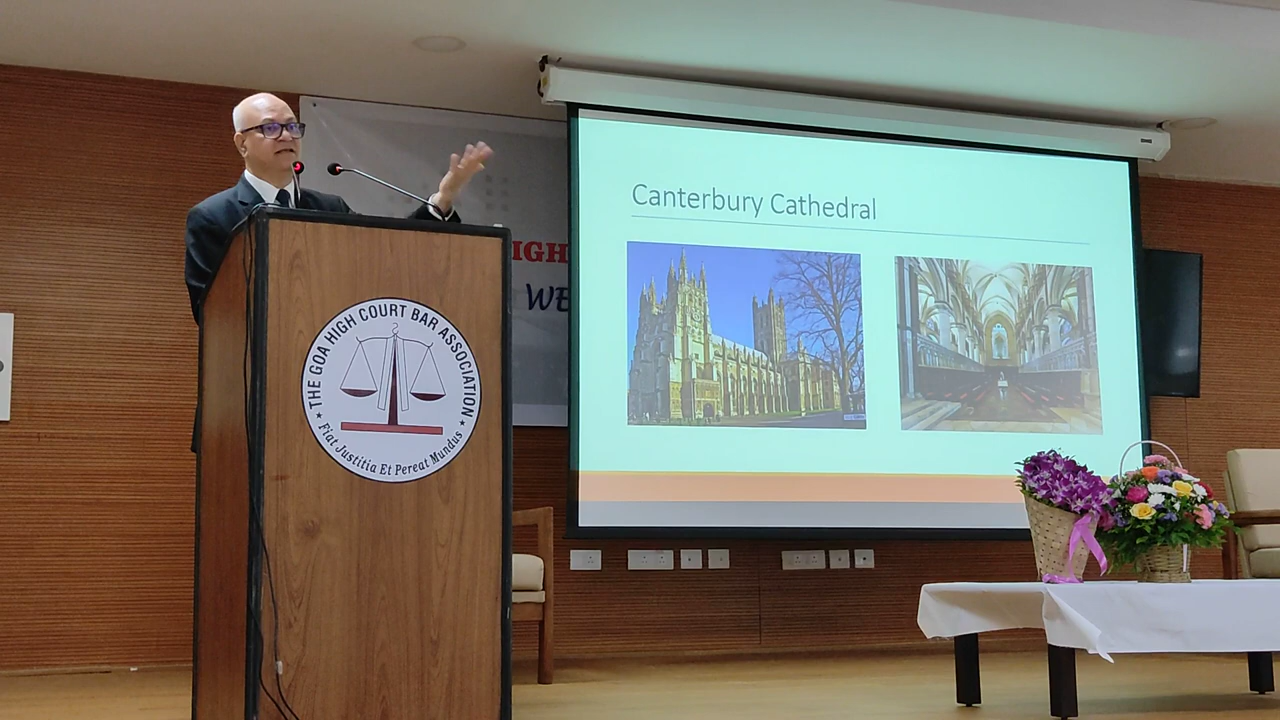 IGH
WE
Canterbury Cathedral
THE GOA HIGH COURT BAR ASSOCIATION
★ Fiat Justitia Et Pereat Mundus ★